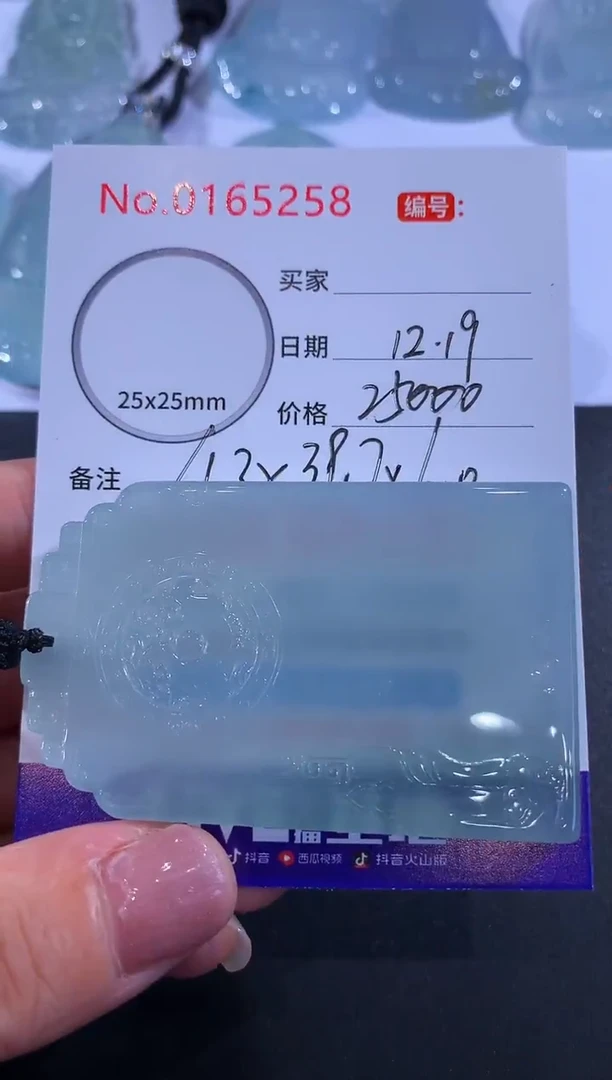 No.0165258 编号:
买家
日期 12.19
25x25mm 价格 25000
备注
抖音 西瓜视频 抖音火山版